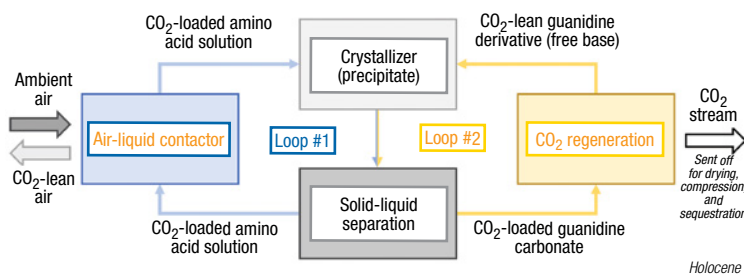 CO2-loaded amino
acid solution
CO2-lean guanidine
derivative (free base)
Crystallizer
(precipitate)
Ambient
air
Air-liquid contactor
Loop #1
Loop #2
CO2 regeneration
CO2
stream
CO2-lean
air
Sent off
for drying,
compression
and
sequestration
CO2-loaded amino
acid solution
Solid-liquid
separation
CO2-loaded guanidine
carbonate
Holocene